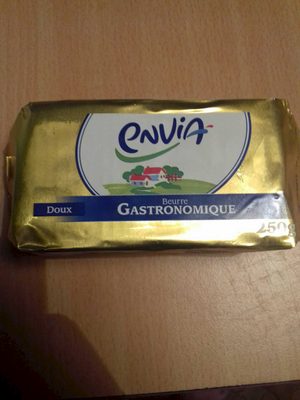 envia
Beurre
Doux GASTRONOMIQUE
250g